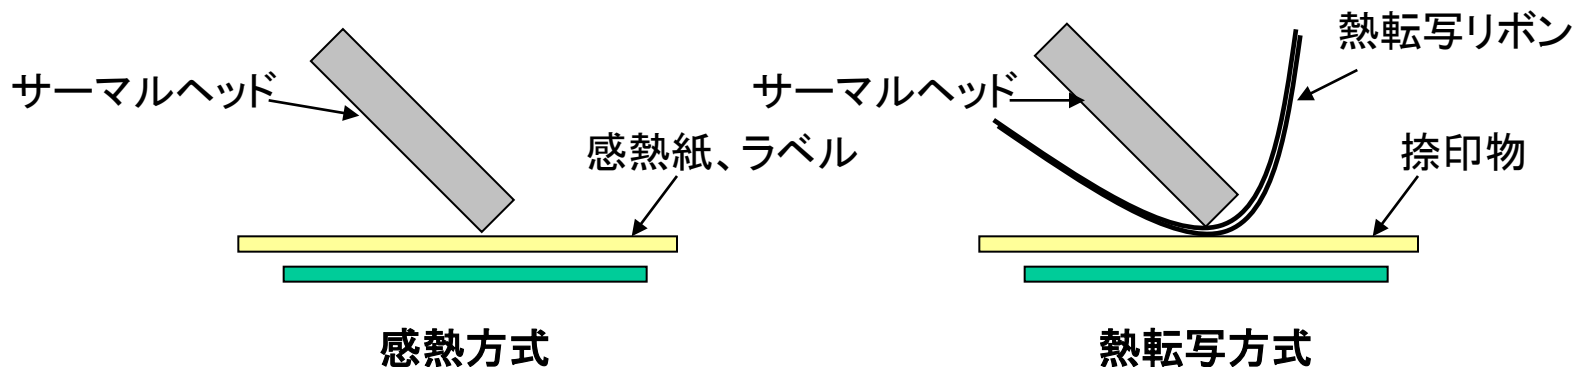 サーマルヘッド
感熱紙、ラベル
感熱方式
サーマルヘッド
熱転写リボン
捺印物
熱転写方式